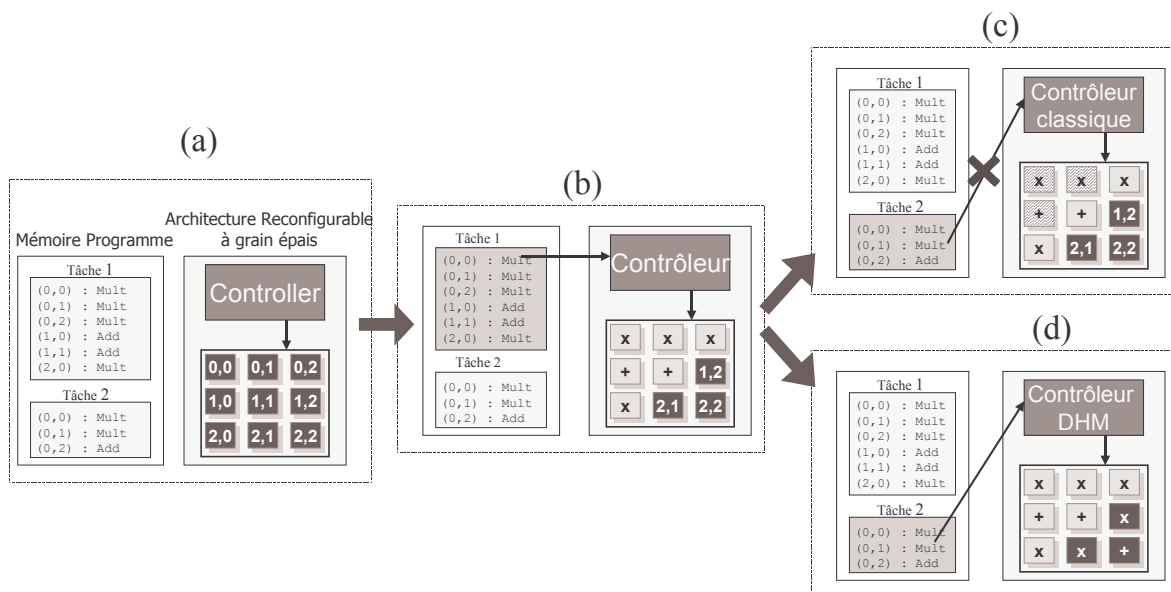 (a)
Mémoire Programme
Architecture Reconfigurable
à grain épais
Tâche 1
(0,0) : Mult
(0,1) : Mult
(0,2) : Mult
(1,0) : Add
(1,1) : Add
(2,0) : Mult
Tâche 2
(0,0) : Mult
(0,1) : Mult
(0,2) : Add
Controller
0,0 0,1 0,2
1,0 1,1 1,2
2,0 2,1 2,2
(b)
Tâche 1
(0,0) : Mult
(0,1) : Mult
(0,2) : Mult
(1,0) : Add
(1,1) : Add
(2,0) : Mult
Tâche 2
(0,0) : Mult
(0,1) : Mult
(0,2) : Add
Contrôleur
x x x
+ + 1,2
x 2,1 2,2
(c)
Tâche 1
(0,0) : Mult
(0,1) : Mult
(0,2) : Mult
(1,0) : Add
(1,1) : Add
(2,0) : Mult
Tâche 2
(0,0) : Mult
(0,1) : Mult
(0,2) : Add
Contrôleur
classique
x x x
+ + 1,2
x 2,1 2,2
(d)
Tâche 1
(0,0) : Mult
(0,1) : Mult
(0,2) : Mult
(1,0) : Add
(1,1) : Add
(2,0) : Mult
Tâche 2
(0,0) : Mult
(0,1) : Mult
(0,2) : Add
Contrôleur
DHM
x x x
+ + x
x x +